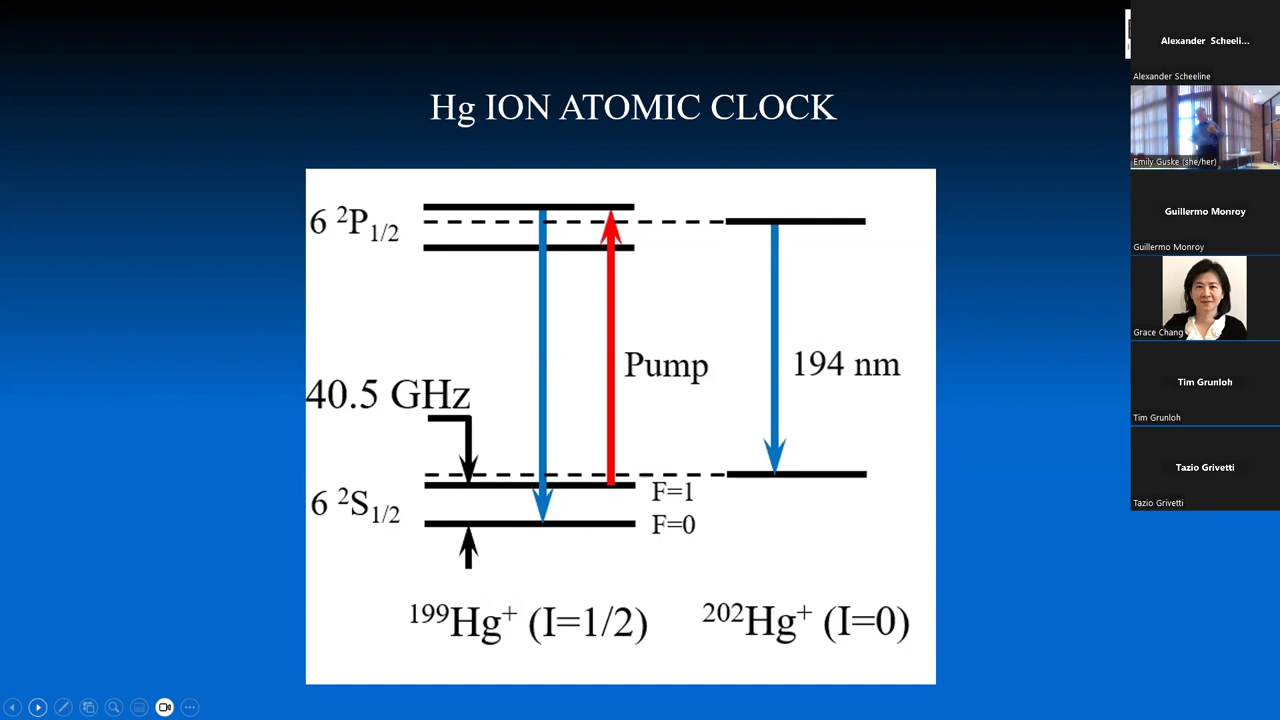 Hg ION ATOMIC CLOCK
6 ²P₁/₂
40.5 GHz
Pump
194 nm
6 ²S₁/₂
F=1
F=0
¹⁹⁹Hg⁺ (I=1/2)
²⁰²Hg⁺ (I=0)
Alexander Scheeli...
Alexander Scheeline
Emily Guske (she/her)
Guillermo Monroy
Guillermo Monroy
Grace Chang
Tim Grunloh
Tim Grunloh
Tazio Grivetti
Tazio Grivetti